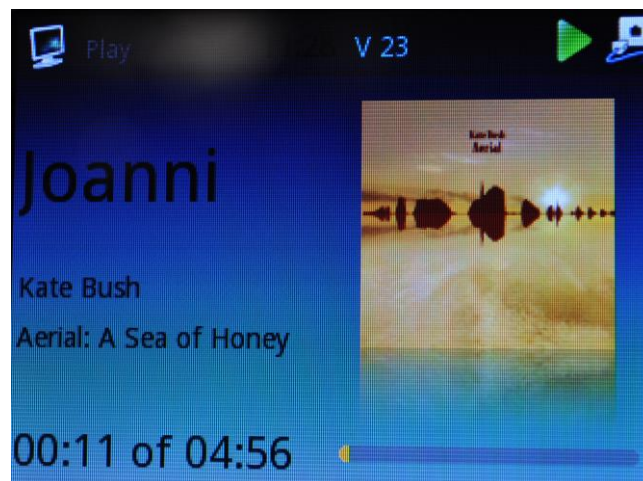 Play
V 23
Joanni
Kate Bush
Aerial
Kate Bush
Aerial: A Sea of Honey
00:11 of 04:56